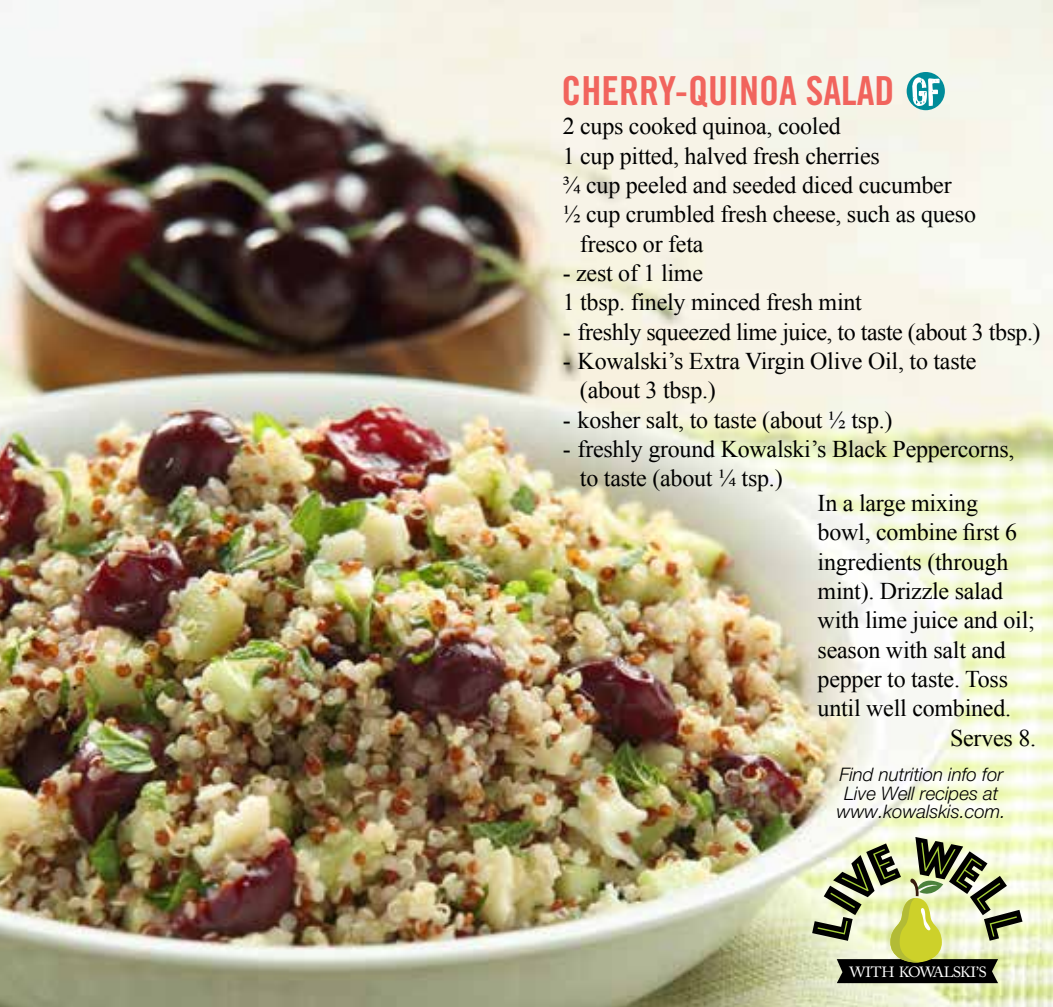 CHERRY-QUINOA SALAD GF
2 cups cooked quinoa, cooled
1 cup pitted, halved fresh cherries
¾ cup peeled and seeded diced cucumber
½ cup crumbled fresh cheese, such as queso
fresco or feta
- zest of 1 lime
1 tbsp. finely minced fresh mint
- freshly squeezed lime juice, to taste (about 3 tbsp.)
- Kowalski's Extra Virgin Olive Oil, to taste
(about 3 tbsp.)
- kosher salt, to taste (about ½ tsp.)
- freshly ground Kowalski's Black Peppercorns,
to taste (about ¼ tsp.)
In a large mixing
bowl, combine first 6
ingredients (through
mint). Drizzle salad
with lime juice and oil;
season with salt and
pepper to taste. Toss
until well combined.
Serves 8.
Find nutrition info for
Live Well recipes at
www.kowalskis.com.
LIVE WELL
WITH KOWALSKI'S